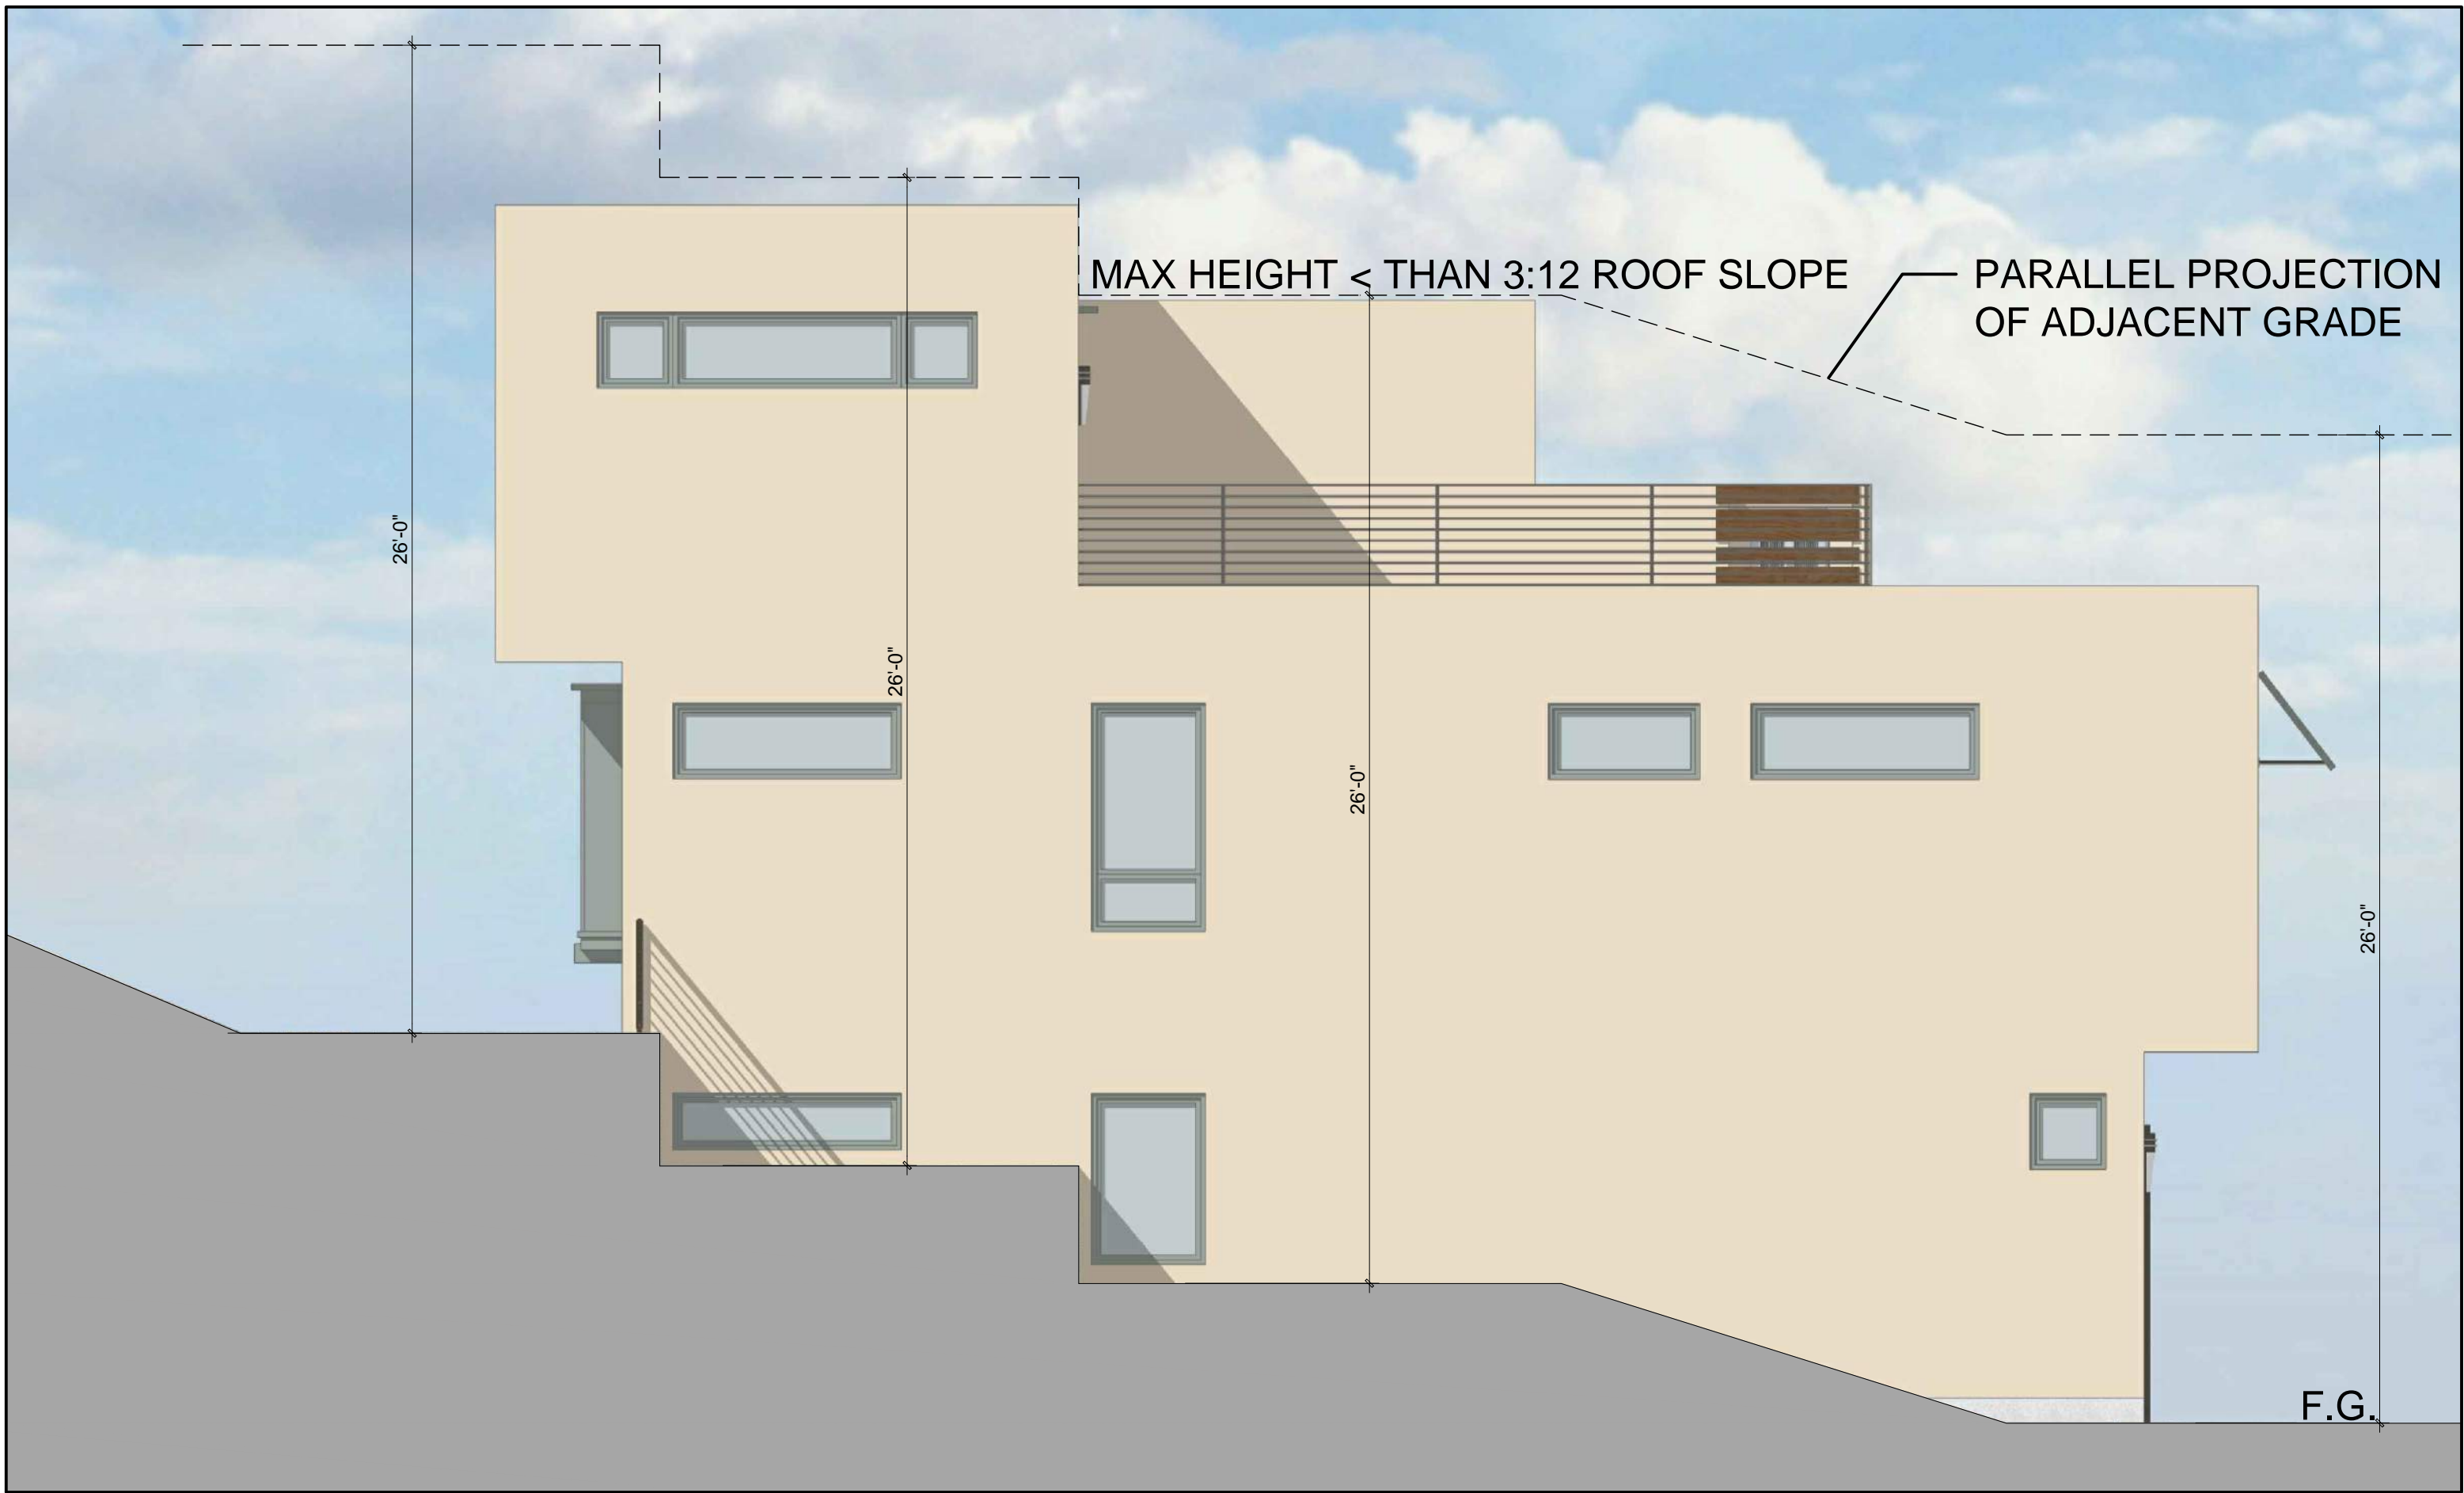 MAX HEIGHT < THAN 3:12 ROOF SLOPE
PARALLEL PROJECTION
OF ADJACENT GRADE
26'-0"
26'-0"
26'-0"
26'-0"
F.G.